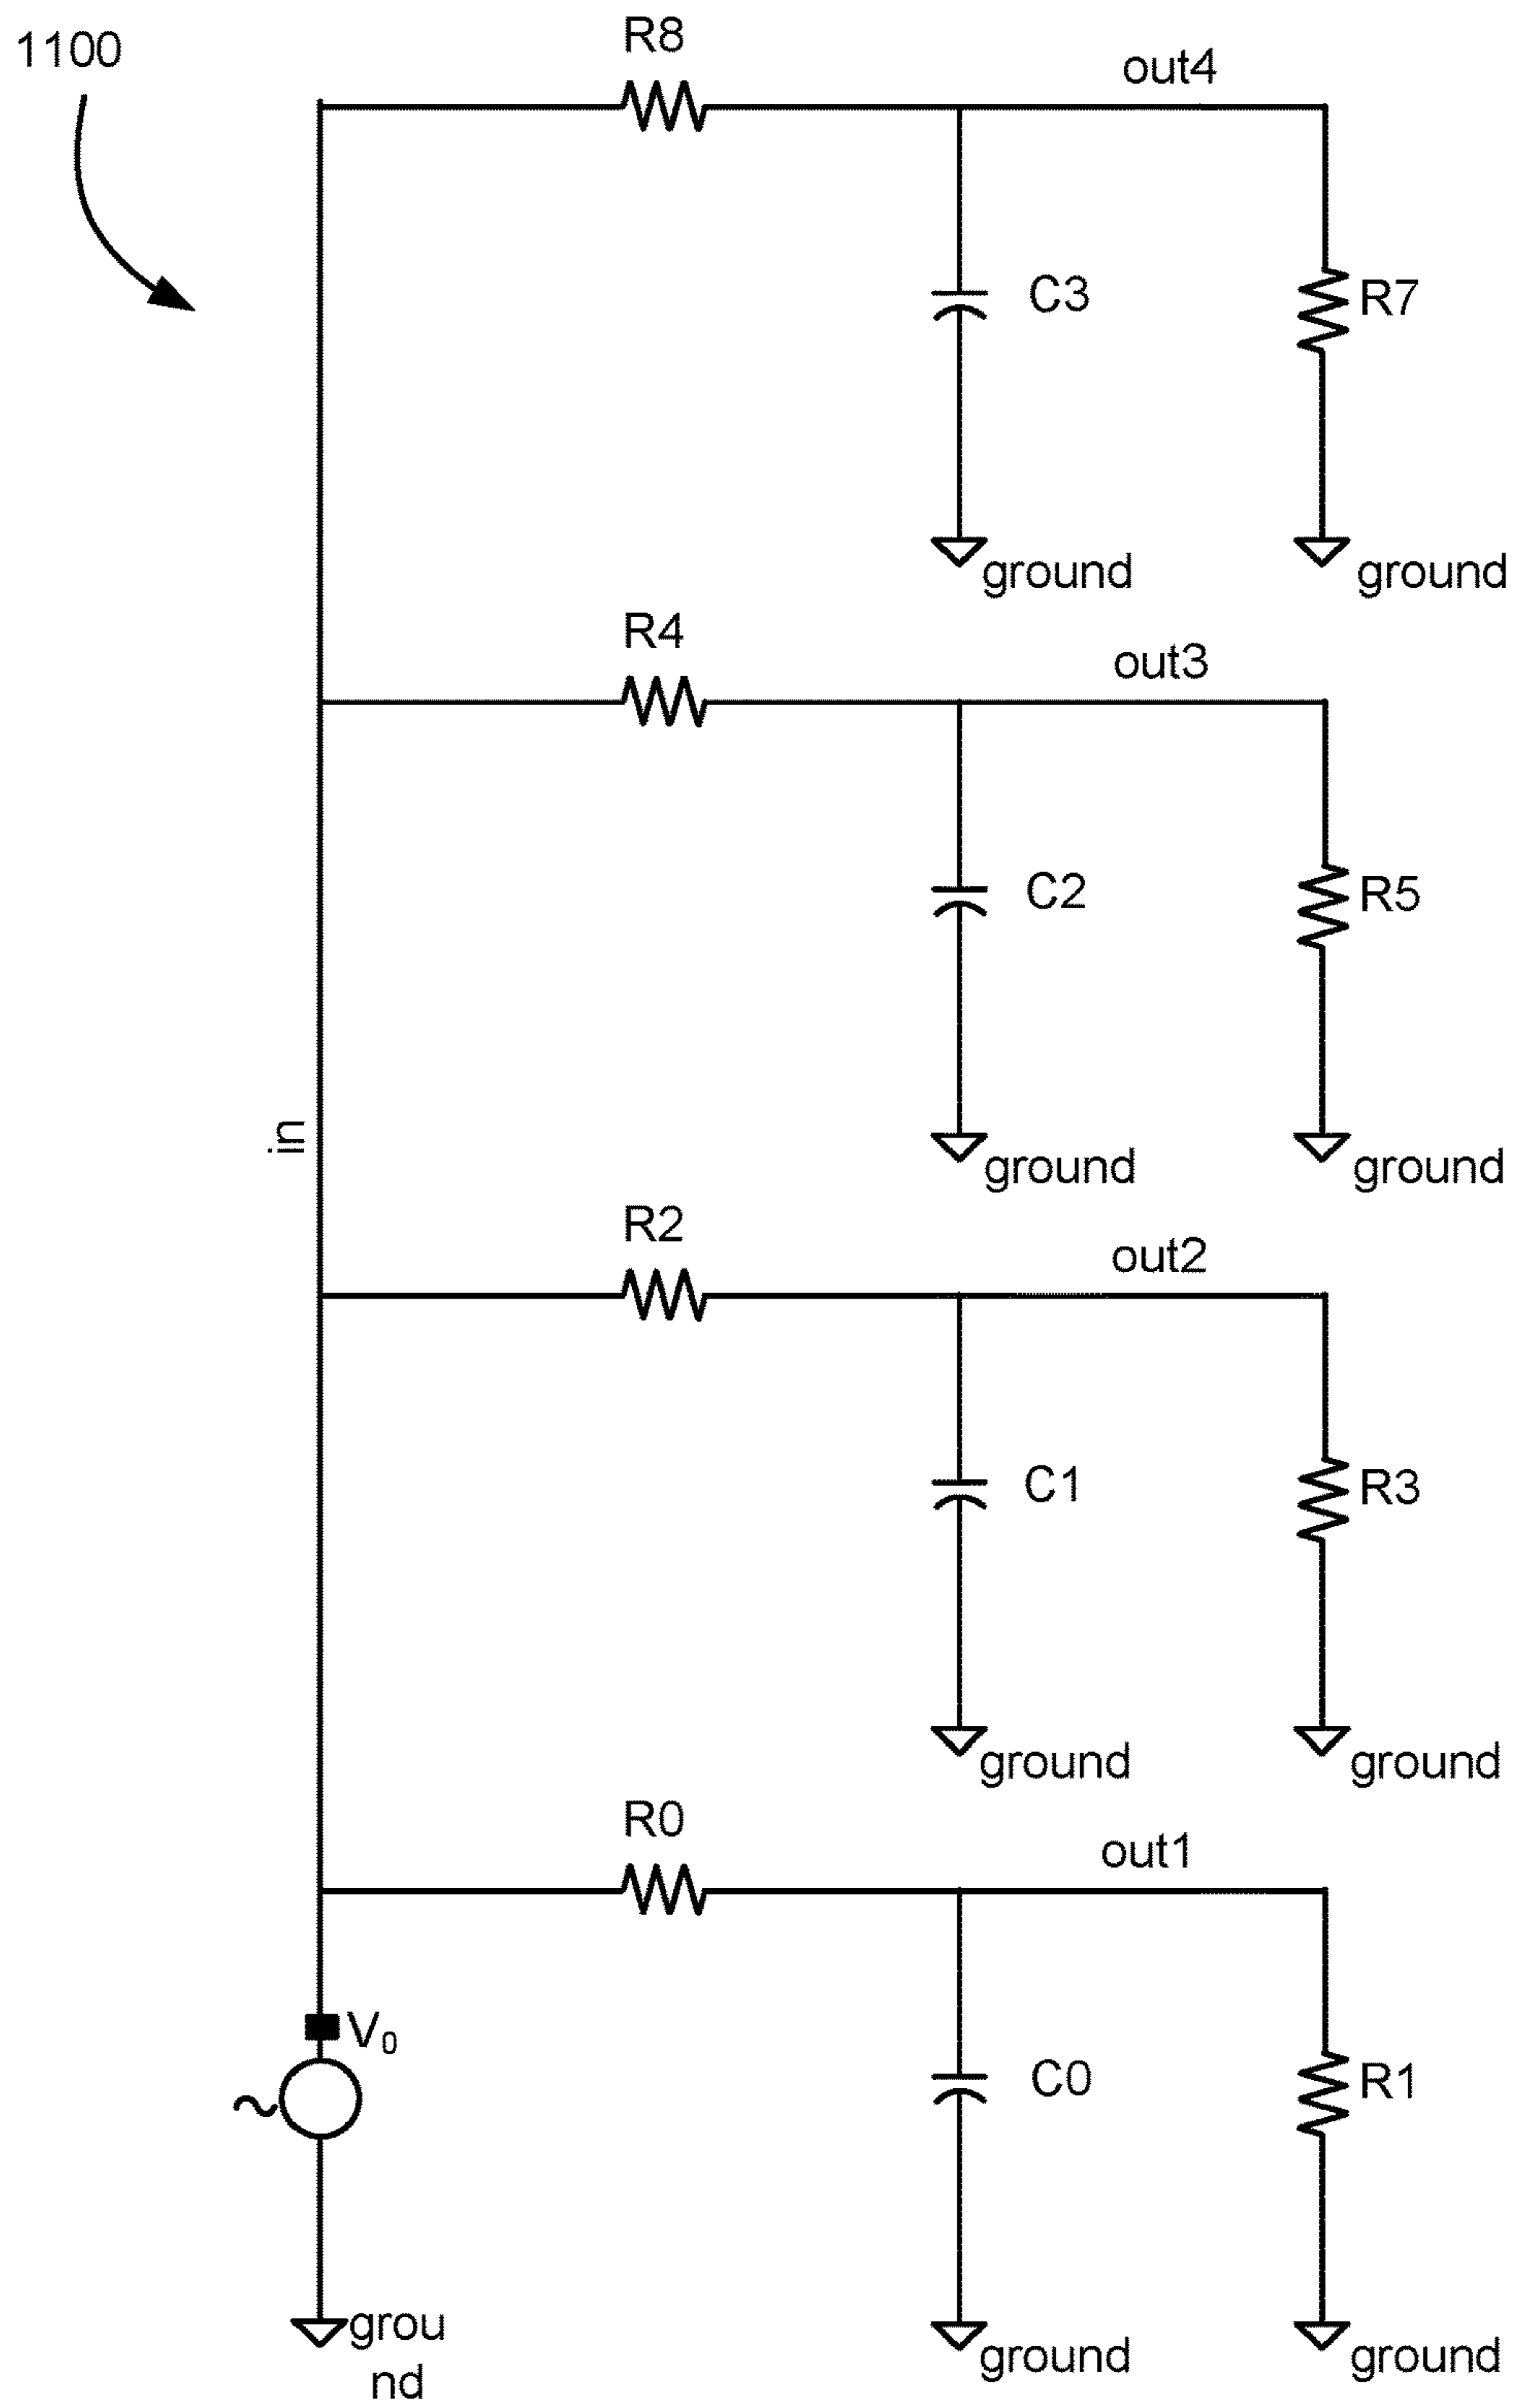 1100
R8
out4
C3
R7
ground
ground
R4
out3
C2
R5
in
ground
ground
R2
out2
C1
R3
ground
ground
R0
out1
V₀
C0
R1
grou
nd
ground
ground